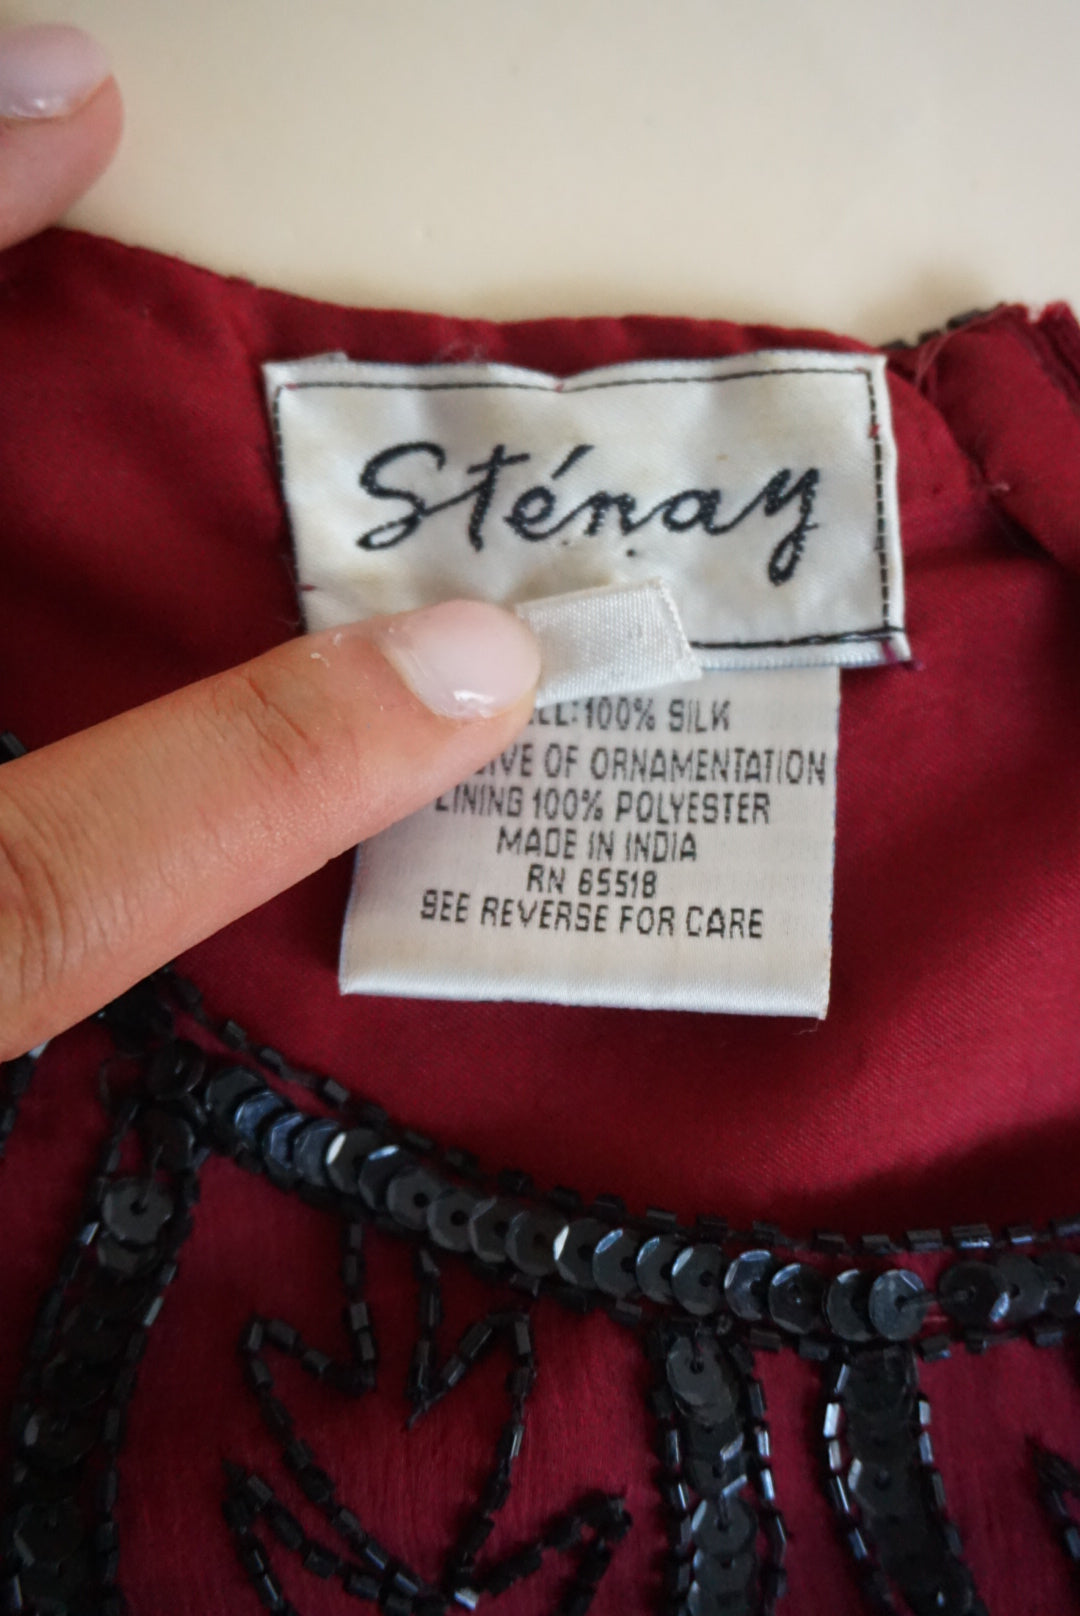 Sténay
100% SILK
OF ORNAMENTATION
LINING 100% POLYESTER
MADE IN INDIA
RN 65518
SEE REVERSE FOR CARE